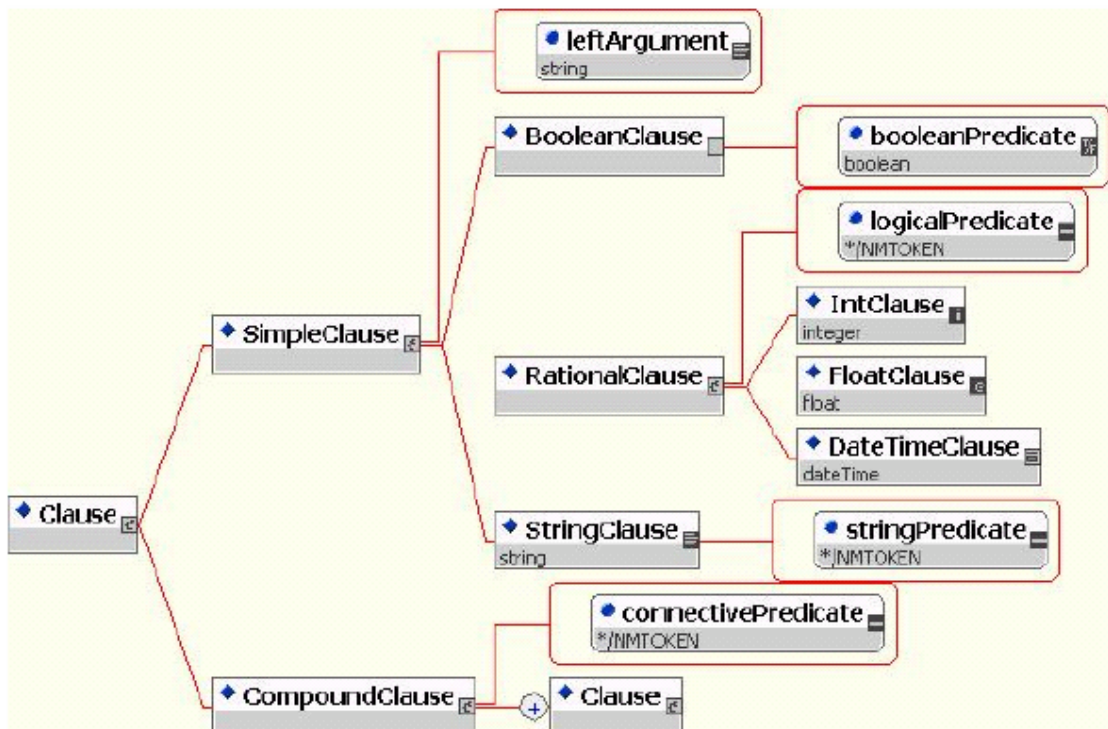 leftArgument
string
BooleanClause
booleanPredicate
boolean
logicalPredicate
*/NMTOKEN
SimpleClause
IntClause
integer
RationalClause
FloatClause
float
DateTimeClause
dateTime
Clause
StringClause
string
stringPredicate
*/NMTOKEN
connectivePredicate
*/NMTOKEN
CompoundClause
Clause